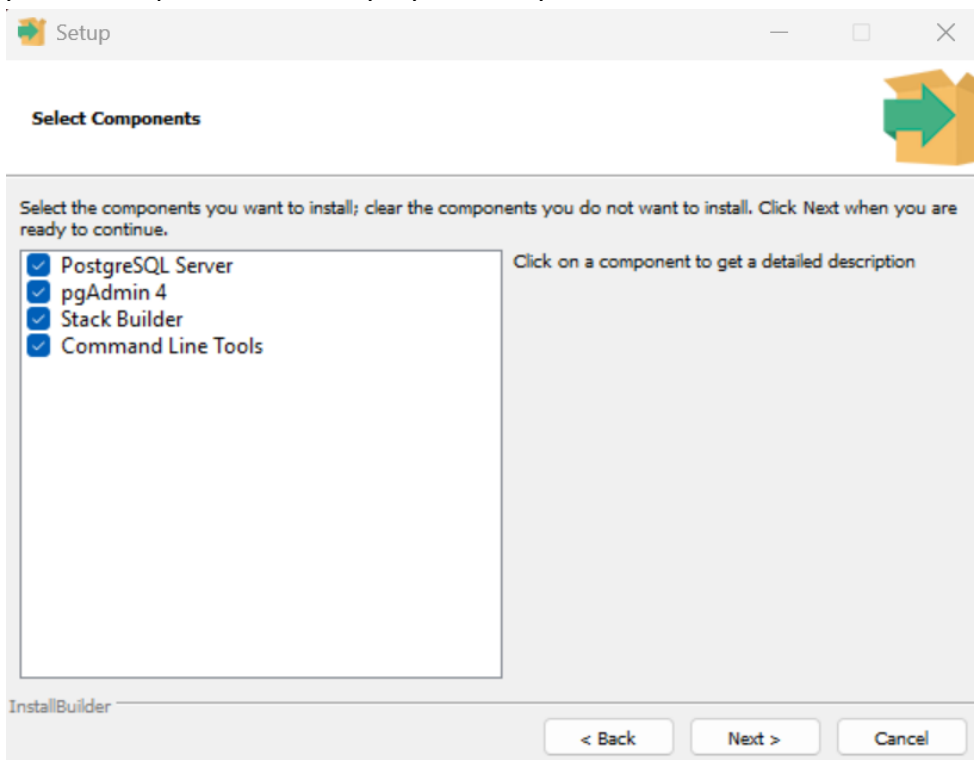 Setup
Select Components
Select the components you want to install; clear the components you do not want to install. Click Next when you are
ready to continue.
PostgreSQL Server
pgAdmin 4
Stack Builder
Command Line Tools
Click on a component to get a detailed description
InstallBuilder
< Back
Next >
Cancel